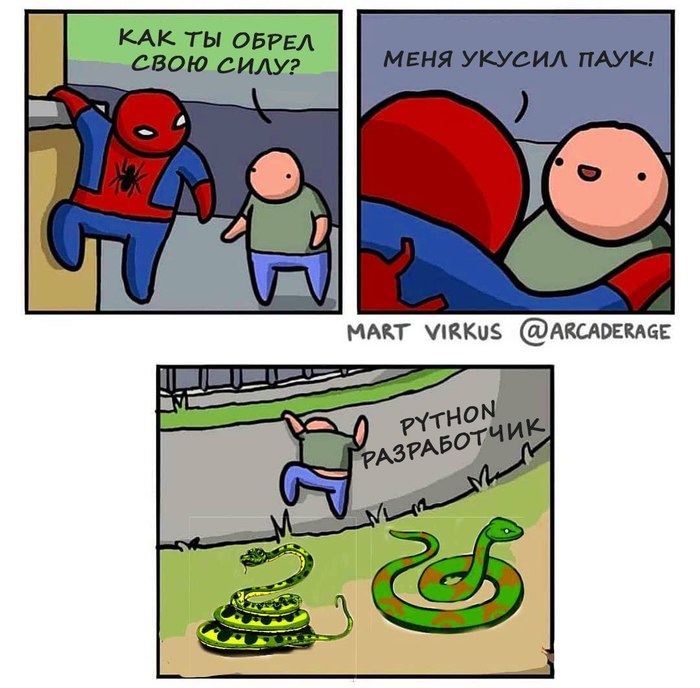 КАК ТЫ ОБРЕЛ
СВОЮ СИЛУ?
МЕНЯ УКУСИЛ ПАУК!
MART VIRKUS @ARCADERAGE
PYTHON
РАЗРАБОТЧИК